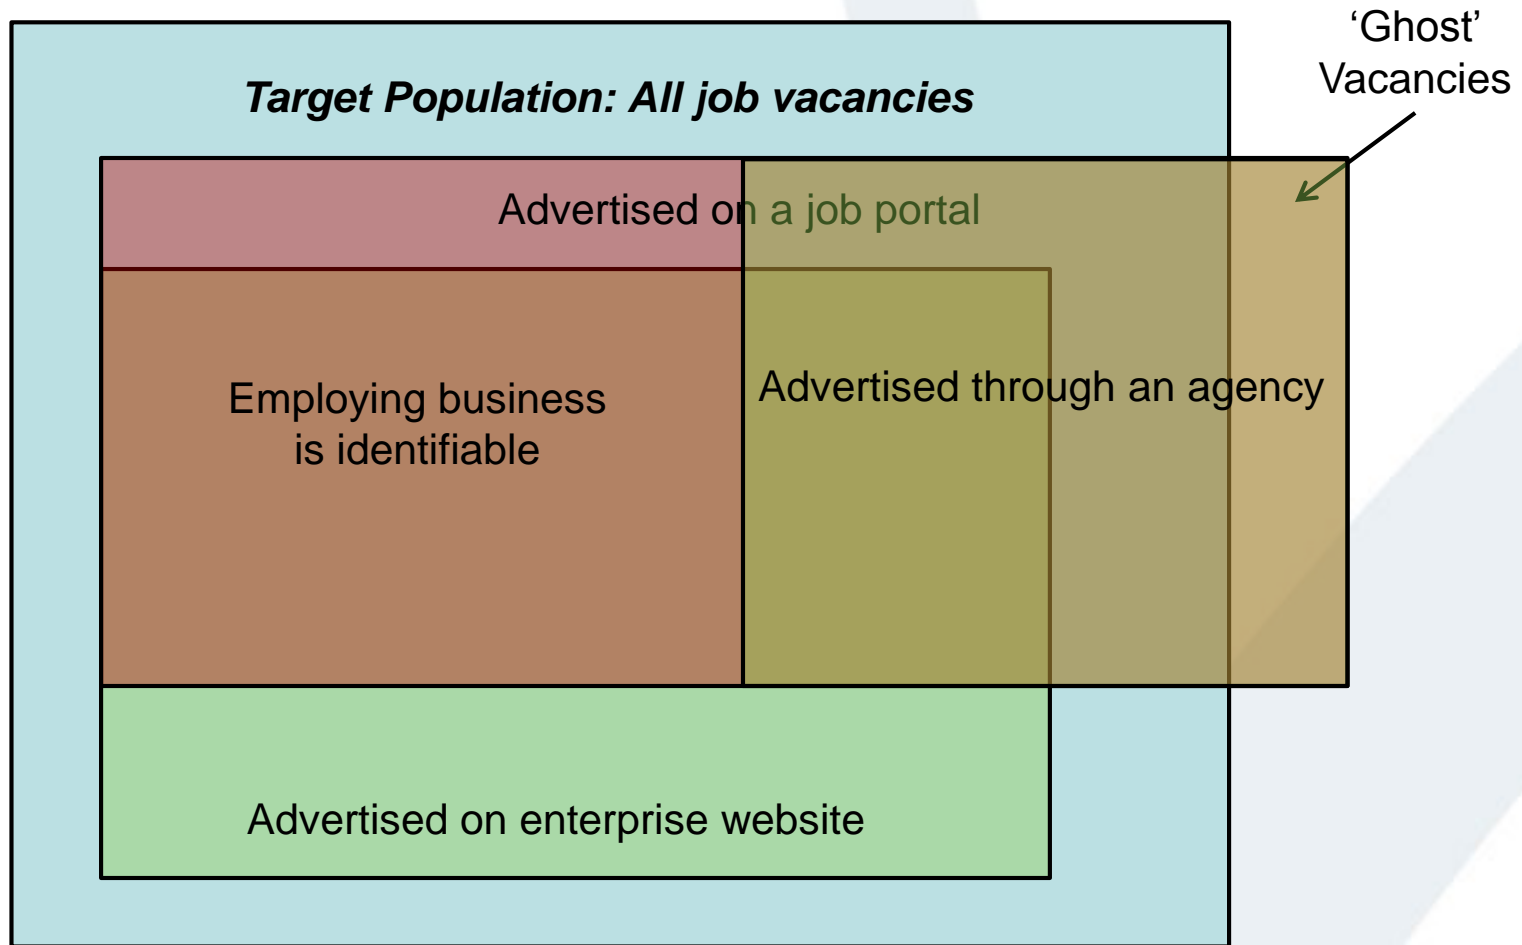 ‘Ghost’
Vacancies
Target Population: All job vacancies
Advertised on a job portal
Employing business
is identifiable
Advertised through an agency
Advertised on enterprise website